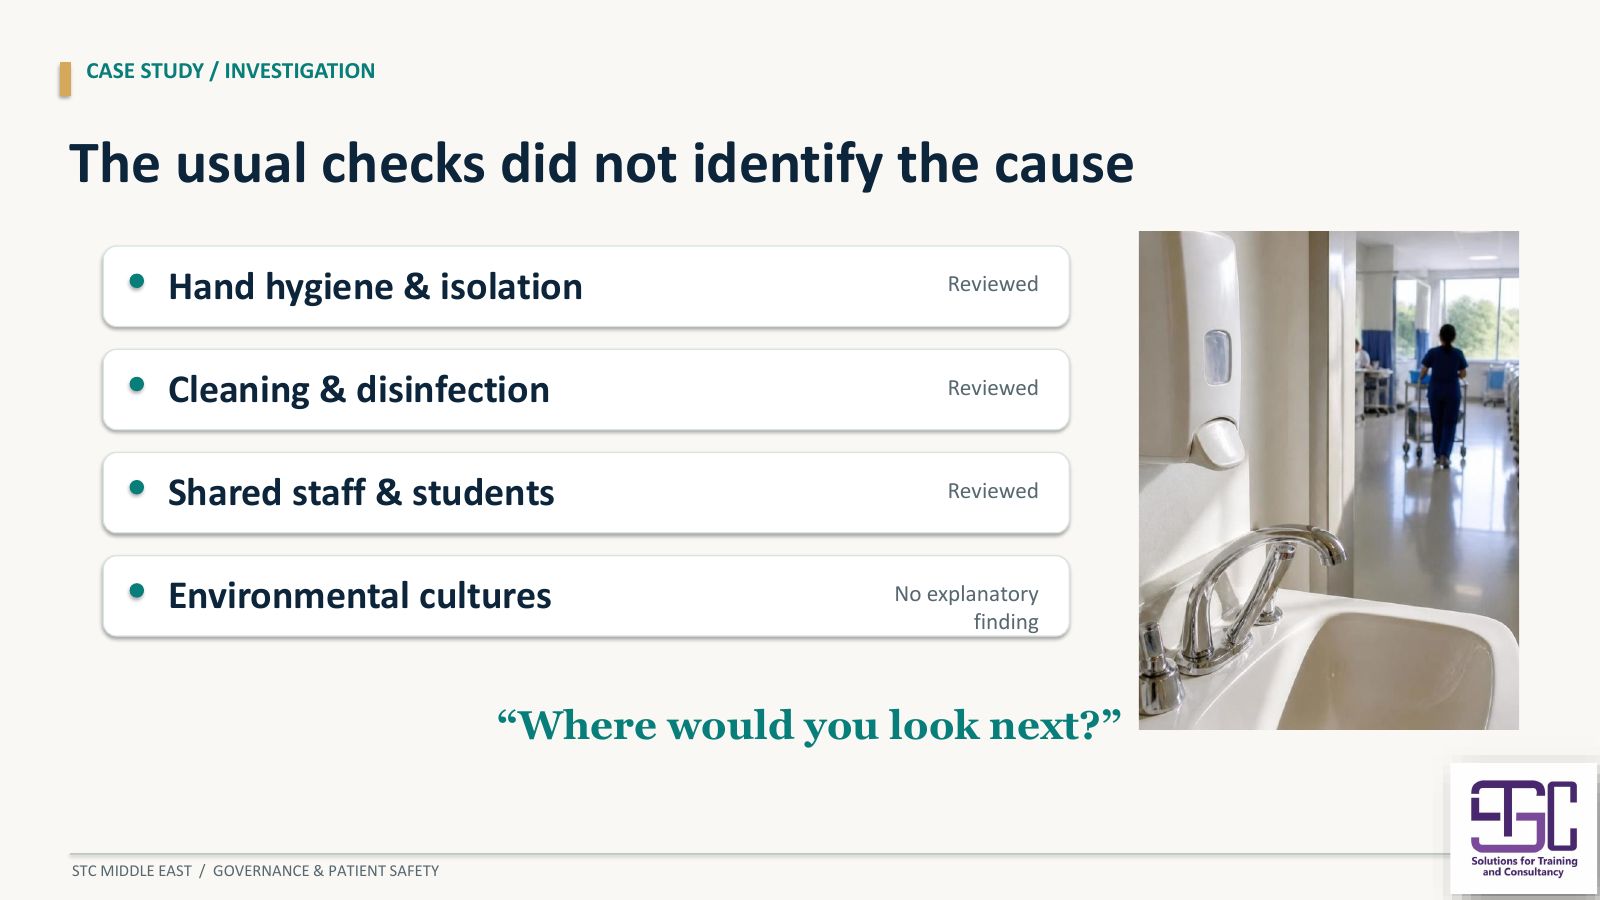 CASE STUDY / INVESTIGATION
The usual checks did not identify the cause
Hand hygiene & isolation
Reviewed
Cleaning & disinfection
Reviewed
Shared staff & students
Reviewed
Environmental cultures
No explanatory
finding
“Where would you look next?”
STC MIDDLE EAST / GOVERNANCE & PATIENT SAFETY
STC
Solutions for Training
and Consultancy